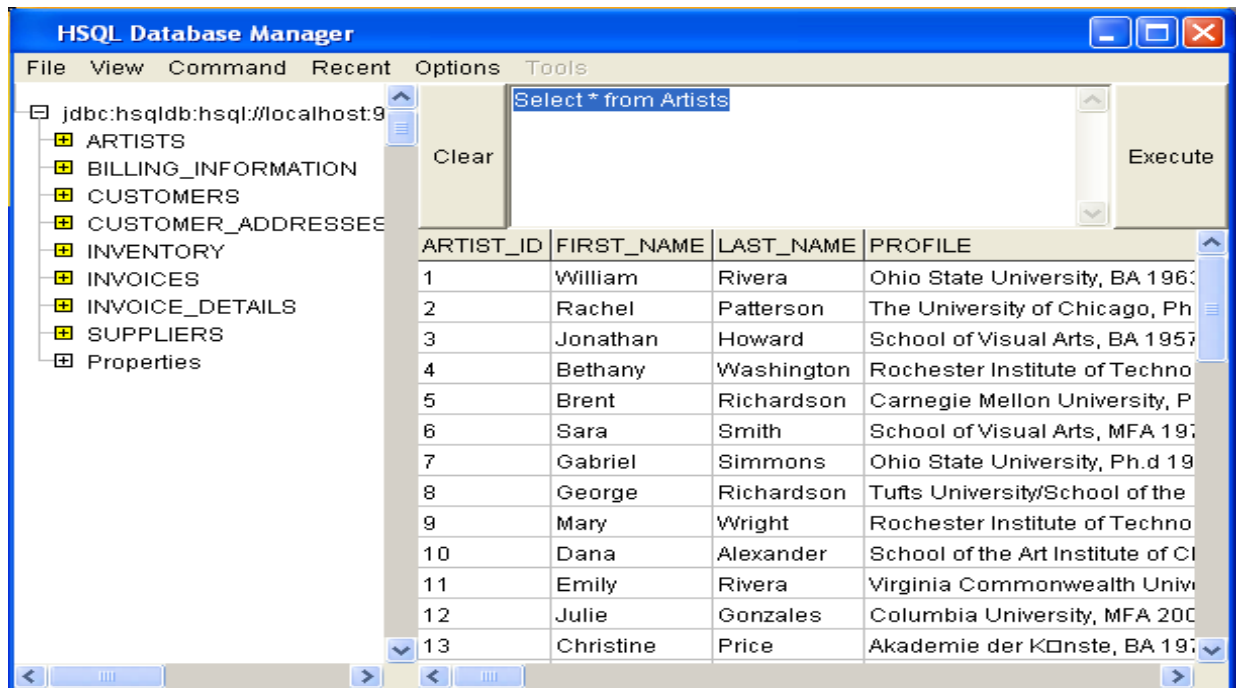 HSQL Database Manager
File View Command Recent Options Tools
jdbc:hsqldb:hsql://localhost:9
ARTISTS
BILLING_INFORMATION
CUSTOMERS
CUSTOMER_ADDRESSES
INVENTORY
INVOICES
INVOICE_DETAILS
SUPPLIERS
Properties
Clear
Select * from Artists
Execute
ARTIST_ID FIRST_NAME LAST_NAME PROFILE
1 William Rivera Ohio State University, BA 1963
2 Rachel Patterson The University of Chicago, Ph
3 Jonathan Howard School of Visual Arts, BA 1957
4 Bethany Washington Rochester Institute of Techno
5 Brent Richardson Carnegie Mellon University, P
6 Sara Smith School of Visual Arts, MFA 197
7 Gabriel Simmons Ohio State University, Ph.d 19
8 George Richardson Tufts University/School of the
9 Mary Wright Rochester Institute of Techno
10 Dana Alexander School of the Art Institute of C
11 Emily Rivera Virginia Commonwealth Univ
12 Julie Gonzales Columbia University, MFA 200
13 Christine Price Akademie der K□nste, BA 197